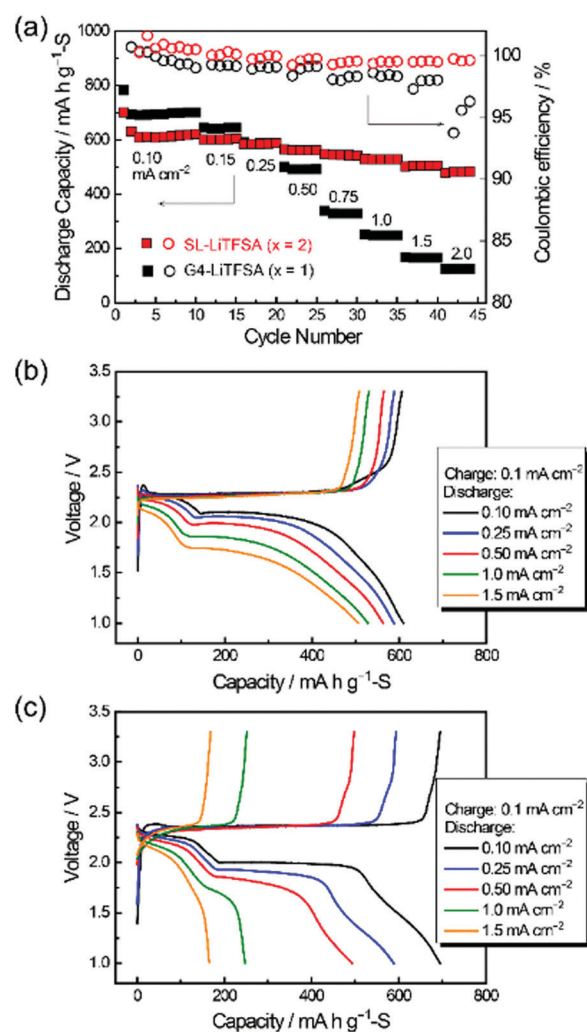 (a)
1000
900
800
600
400
200
0
Discharge Capacity / mA h g⁻¹-S
100
95
90
85
80
Coulombic efficiency / %
0.10
mA cm⁻²
0.15
0.25
0.50
0.75
1.0
1.5
2.0
SL-LiTFSA (x = 2)
G4-LiTFSA (x = 1)
0 5 10 15 20 25 30 35 40 45
Cycle Number
(b)
3.5
3.0
2.5
2.0
1.5
1.0
Voltage / V
Charge: 0.1 mA cm⁻²
Discharge:
0.10 mA cm⁻²
0.25 mA cm⁻²
0.50 mA cm⁻²
1.0 mA cm⁻²
1.5 mA cm⁻²
0 200 400 600 800
Capacity / mA h g⁻¹-S
(c)
3.5
3.0
2.5
2.0
1.5
1.0
Voltage / V
Charge: 0.1 mA cm⁻²
Discharge:
0.10 mA cm⁻²
0.25 mA cm⁻²
0.50 mA cm⁻²
1.0 mA cm⁻²
1.5 mA cm⁻²
0 200 400 600 800
Capacity / mA h g⁻¹-S